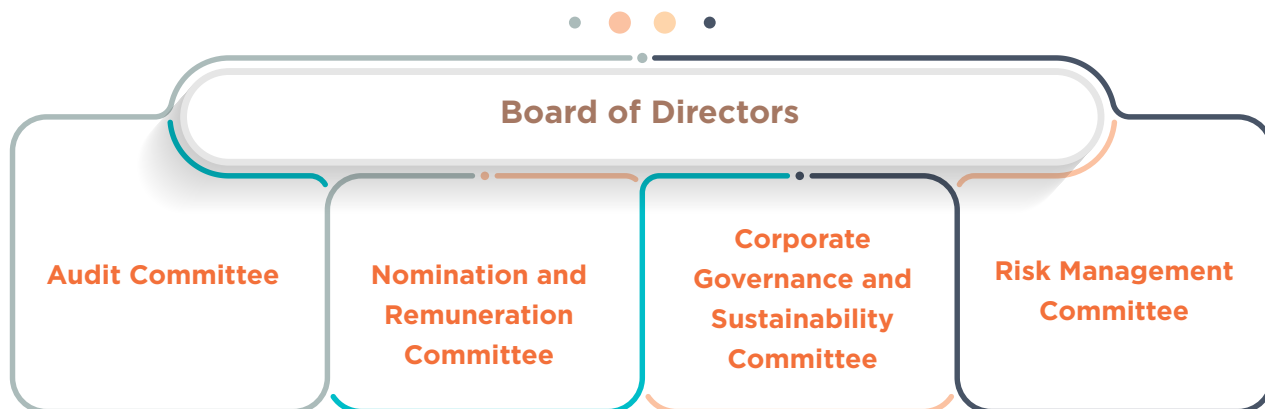 Board of Directors
Audit Committee
Nomination and
Remuneration
Committee
Corporate
Governance and
Sustainability
Committee
Risk Management
Committee